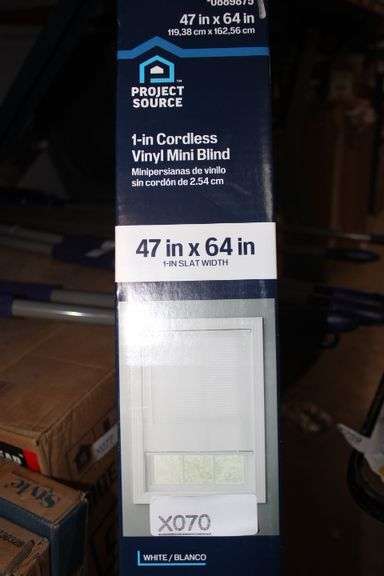 0889875
47 in x 64 in
119,38 cm x 162,56 cm
PROJECT
SOURCE
1-in Cordless
Vinyl Mini Blind
Minipersianas de vinilo
sin cordón de 2.54 cm
47 in x 64 in
1-IN SLAT WIDTH
X070
WHITE / BLANCO
Style